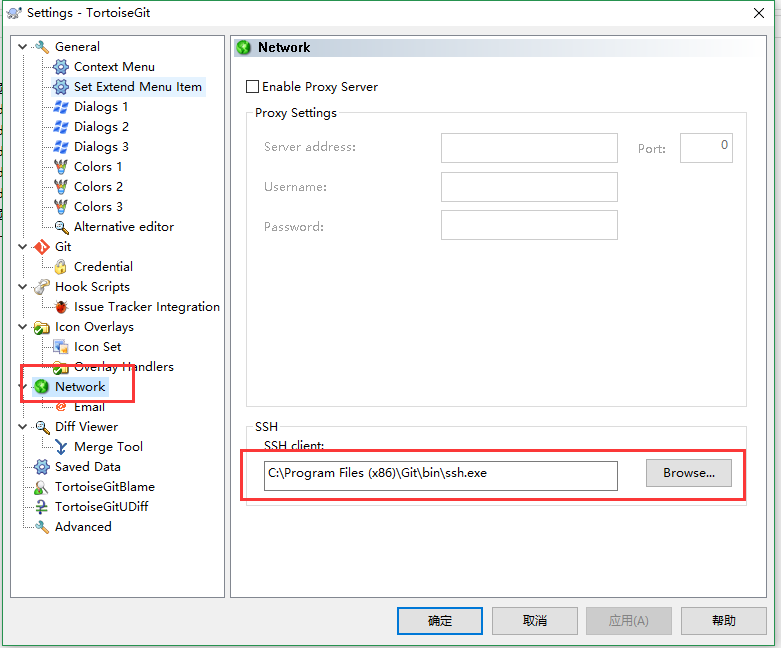 Settings - TortoiseGit
General
Context Menu
Set Extend Menu Item
Dialogs 1
Dialogs 2
Dialogs 3
Colors 1
Colors 2
Colors 3
Alternative editor
Git
Credential
Hook Scripts
Issue Tracker Integration
Icon Overlays
Icon Set
Overlay Handlers
Network
Email
Diff Viewer
Merge Tool
Saved Data
TortoiseGitBlame
TortoiseGitUDiff
Advanced
Network
Enable Proxy Server
Proxy Settings
Server address:
Port: 0
Username:
Password:
SSH
SSH client:
C:\Program Files (x86)\Git\bin\ssh.exe
Browse...
确定 取消 应用(A) 帮助